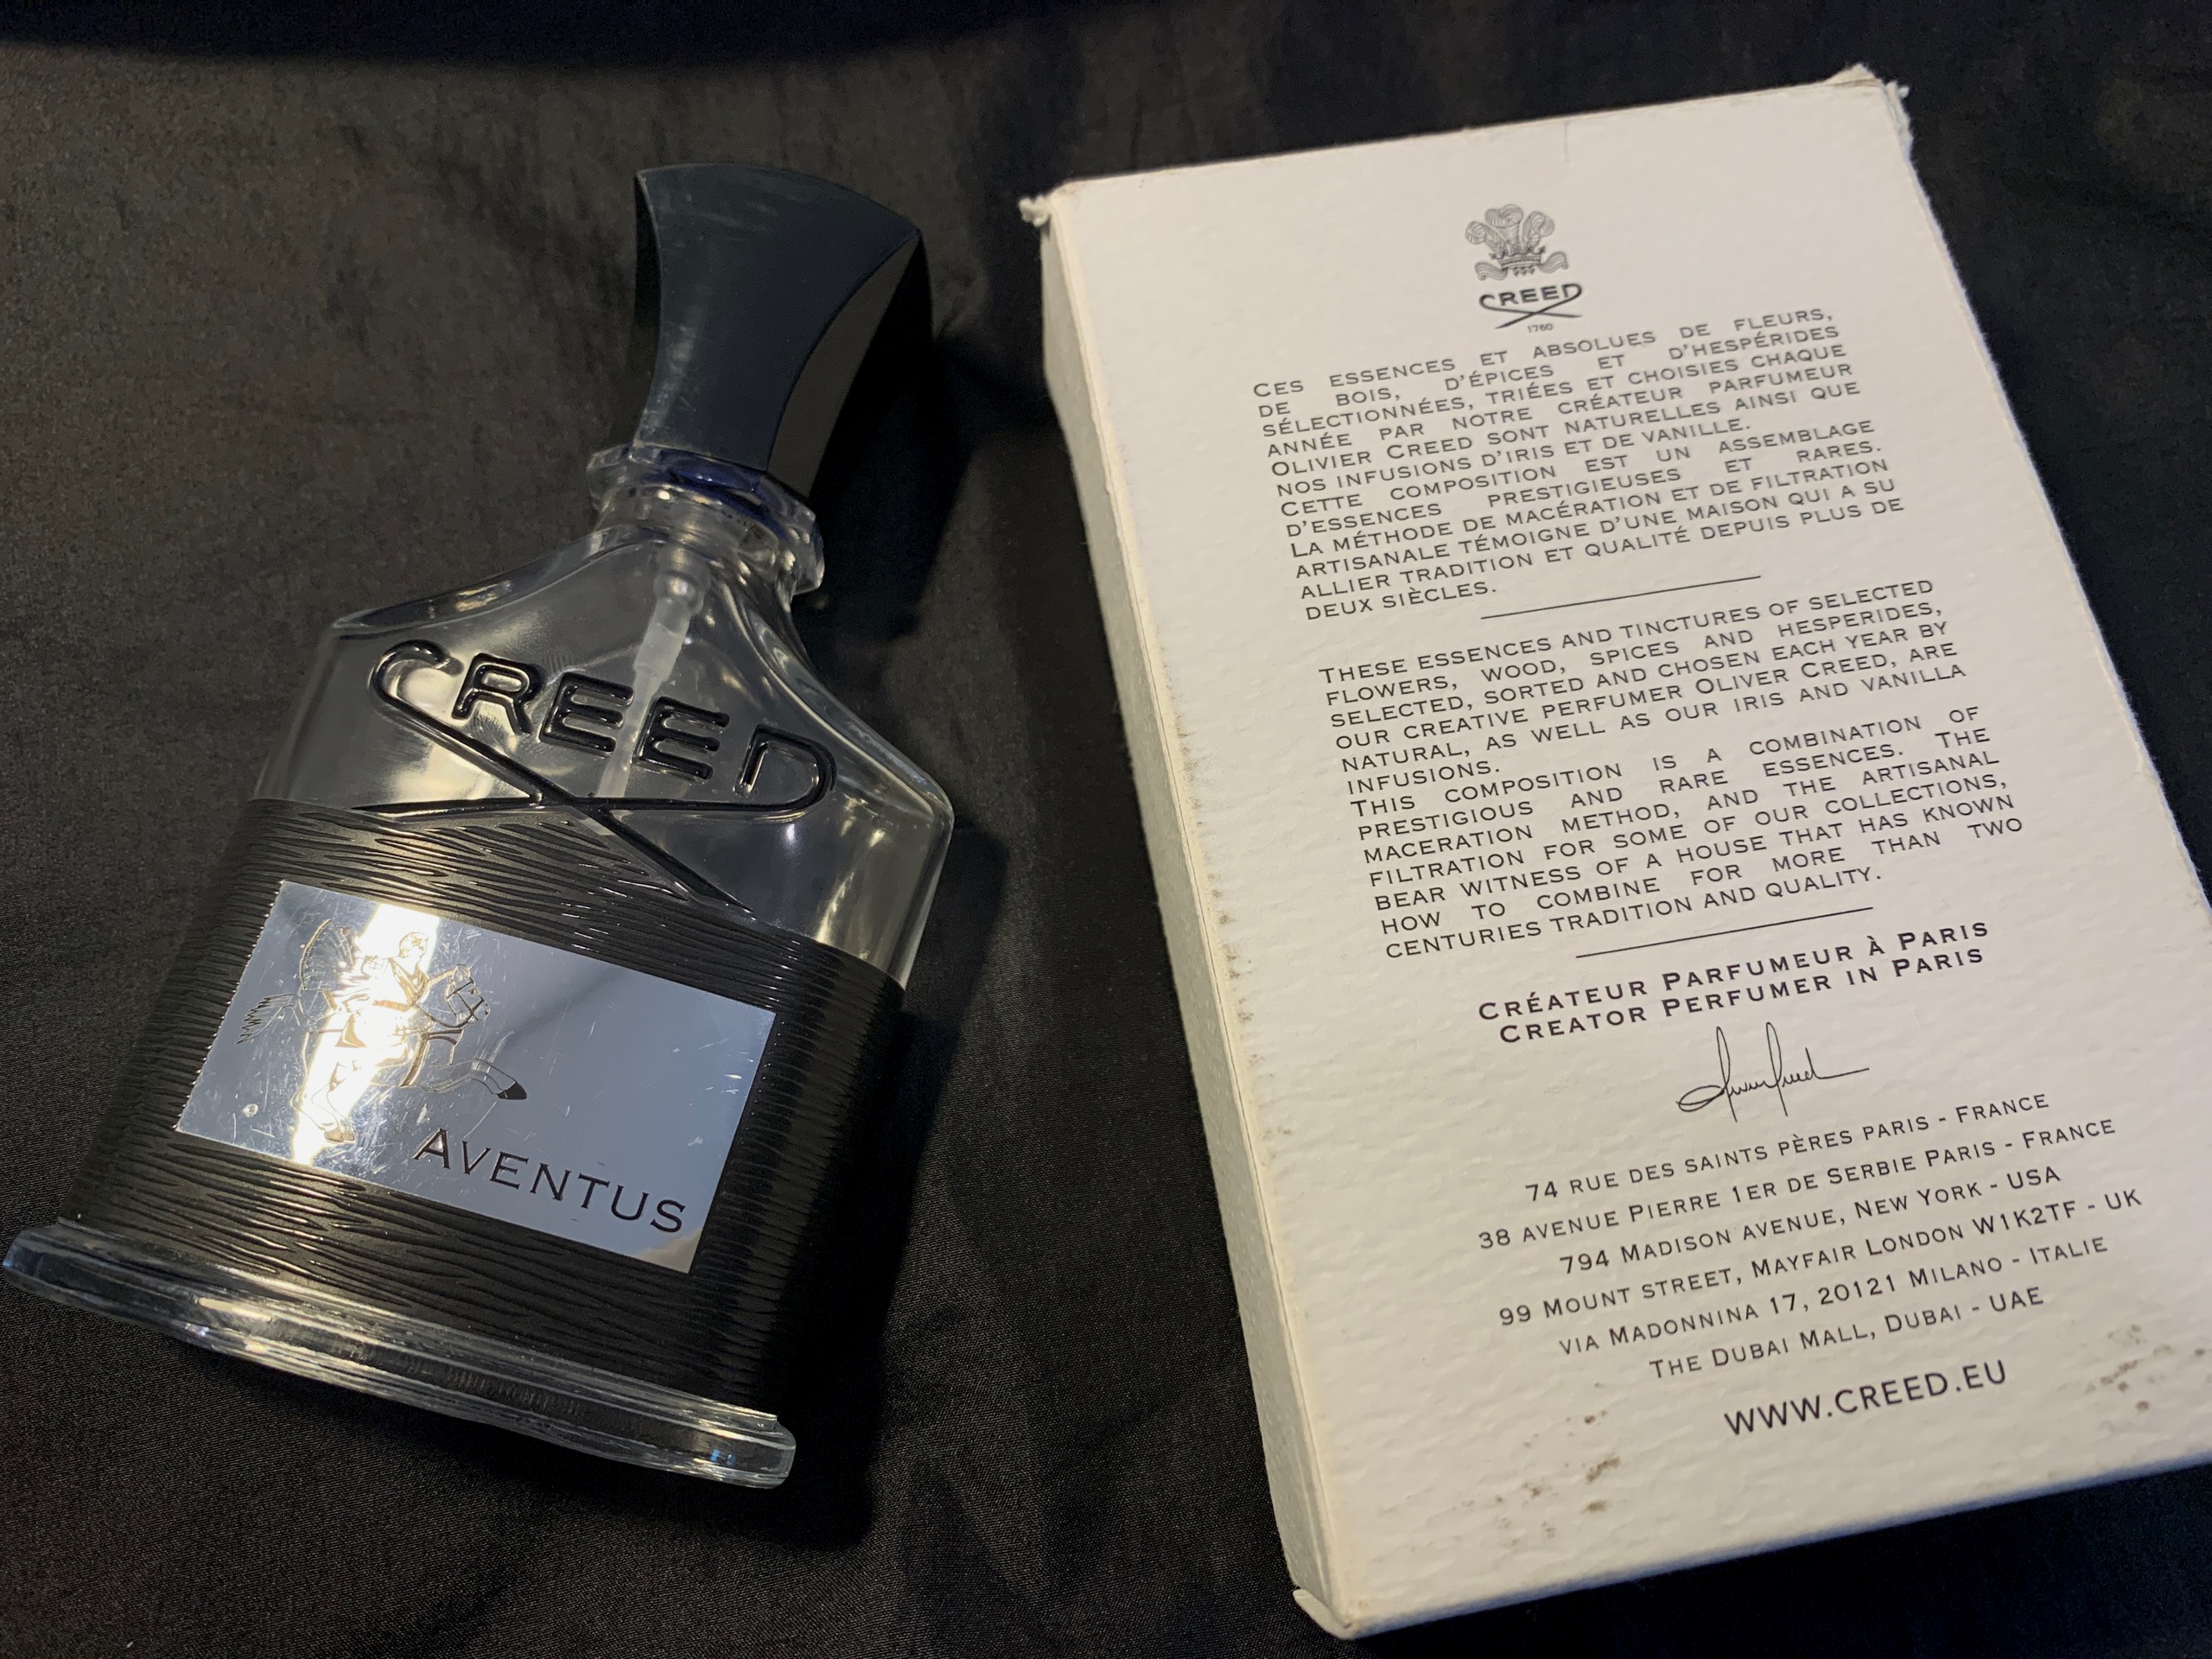 CREED
AVENTUS
CREED
1760
CES ESSENCES ET ABSOLUES DE FLEURS,
DE BOIS, D'ÉPICES ET D'HESPÉRIDES
SÉLECTIONNÉES, TRIÉES ET CHOISIES CHAQUE
ANNÉE PAR NOTRE CRÉATEUR PARFUMEUR
OLIVIER CREED SONT NATURELLES AINSI QUE
NOS INFUSIONS D'IRIS ET DE VANILLE.
CETTE COMPOSITION EST UN ASSEMBLAGE
D'ESSENCES PRESTIGIEUSES ET RARES.
LA MÉTHODE DE MACÉRATION ET DE FILTRATION
ARTISANALE TÉMOIGNE D'UNE MAISON QUI A SU
ALLIER TRADITION ET QUALITÉ DEPUIS PLUS DE
DEUX SIÈCLES.
THESE ESSENCES AND TINCTURES OF SELECTED
FLOWERS, WOOD, SPICES AND HESPERIDES,
SELECTED, SORTED AND CHOSEN EACH YEAR BY
OUR CREATIVE PERFUMER OLIVER CREED, ARE
NATURAL, AS WELL AS OUR IRIS AND VANILLA
INFUSIONS.
THIS COMPOSITION IS A COMBINATION OF
PRESTIGIOUS AND RARE ESSENCES. THE
MACERATION METHOD, AND THE ARTISANAL
FILTRATION FOR SOME OF OUR COLLECTIONS,
BEAR WITNESS OF A HOUSE THAT HAS KNOWN
HOW TO COMBINE FOR MORE THAN TWO
CENTURIES TRADITION AND QUALITY.
CRÉATEUR PARFUMEUR À PARIS
CREATOR PERFUMER IN PARIS
74 RUE DES SAINTS PÈRES PARIS - FRANCE
38 AVENUE PIERRE 1ER DE SERBIE PARIS - FRANCE
794 MADISON AVENUE, NEW YORK - USA
99 MOUNT STREET, MAYFAIR LONDON W1K2TF - UK
VIA MADONNINA 17, 20121 MILANO - ITALIE
THE DUBAI MALL, DUBAI - UAE
WWW.CREED.EU